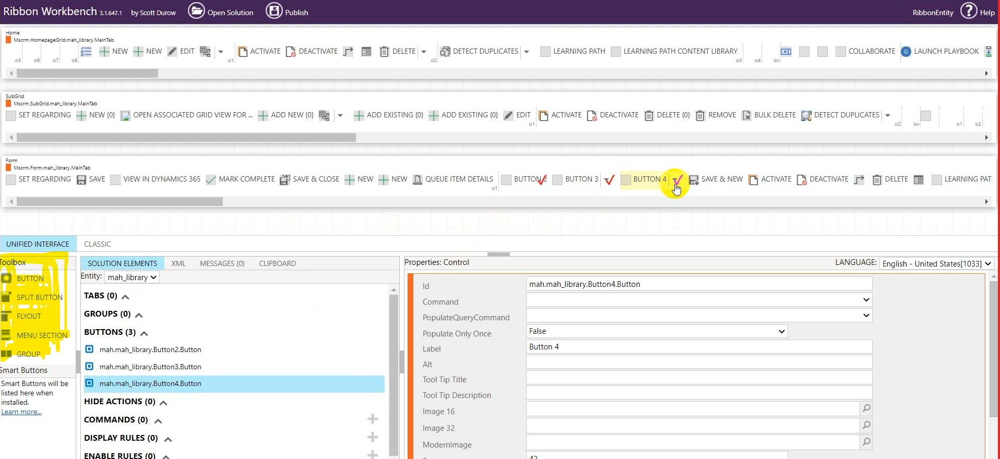 Ribbon Workbench 3.1.647.1 by Scott Durow Open Solution Publish RibbonEntity ? Help
Home
Mscrm.HomepageGrid.mah_library.MainTab
NEW NEW EDIT ACTIVATE DEACTIVATE DELETE DETECT DUPLICATES LEARNING PATH LEARNING PATH CONTENT LIBRARY COLLABORATE LAUNCH PLAYBOOK
o5 o6 o7 o8 o1 o2 o3 o4 isv
SubGrid
Mscrm.SubGrid.mah_library.MainTab
SET REGARDING NEW {0} OPEN ASSOCIATED GRID VIEW FOR ... ADD NEW {0} ADD EXISTING {0} ADD EXISTING {0} EDIT ACTIVATE DEACTIVATE DELETE {0} REMOVE BULK DELETE DETECT DUPLICATES
o1 o2 isv o1 o2
Form
Mscrm.Form.mah_library.MainTab
SET REGARDING SAVE VIEW IN DYNAMICS 365 MARK COMPLETE SAVE & CLOSE NEW NEW QUEUE ITEM DETAILS BUTTON 2 BUTTON 3 BUTTON 4 SAVE & NEW ACTIVATE DEACTIVATE DELETE LEARNING PAT
o1
UNIFIED INTERFACE CLASSIC
Toolbox
BUTTON
SPLIT BUTTON
FLYOUT
MENU SECTION
GROUP
Smart Buttons
Smart Buttons will be
listed here when
installed.
Learn more...
SOLUTION ELEMENTS XML MESSAGES (0) CLIPBOARD
Entity: mah_library
TABS (0)
GROUPS (0)
BUTTONS (3)
mah.mah_library.Button2.Button
mah.mah_library.Button3.Button
mah.mah_library.Button4.Button
HIDE ACTIONS (0)
COMMANDS (0)
DISPLAY RULES (0)
ENABLE RULES (0)
Properties: Control LANGUAGE: English - United States[1033]
Id mah.mah_library.Button4.Button
Command
PopulateQueryCommand
Populate Only Once False
Label Button 4
Alt
Tool Tip Title
Tool Tip Description
Image 16
Image 32
ModernImage
42